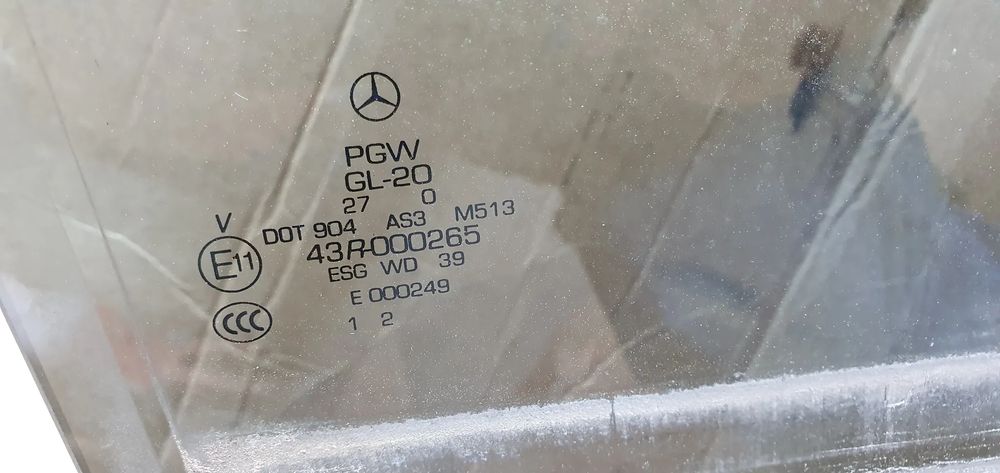 PGW
GL-20
27 0
V
DOT 904 AS3 M513
E11 43R-000265
ESG WD 39
E 000249
CCC
1 2